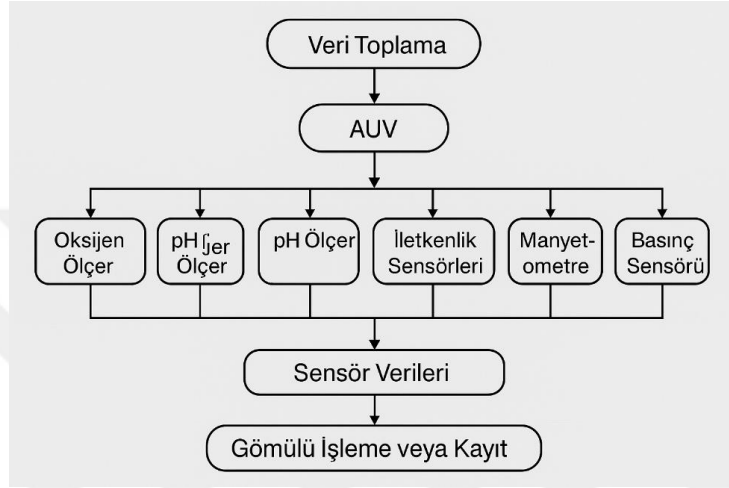 Veri Toplama
AUV
Oksijen
Ölçer
pH
Ölçer
pH Ölçer
İletkenlik
Sensörleri
Manyet-
ometre
Basınç
Sensörü
Sensör Verileri
Gömülü İşleme veya Kayıt